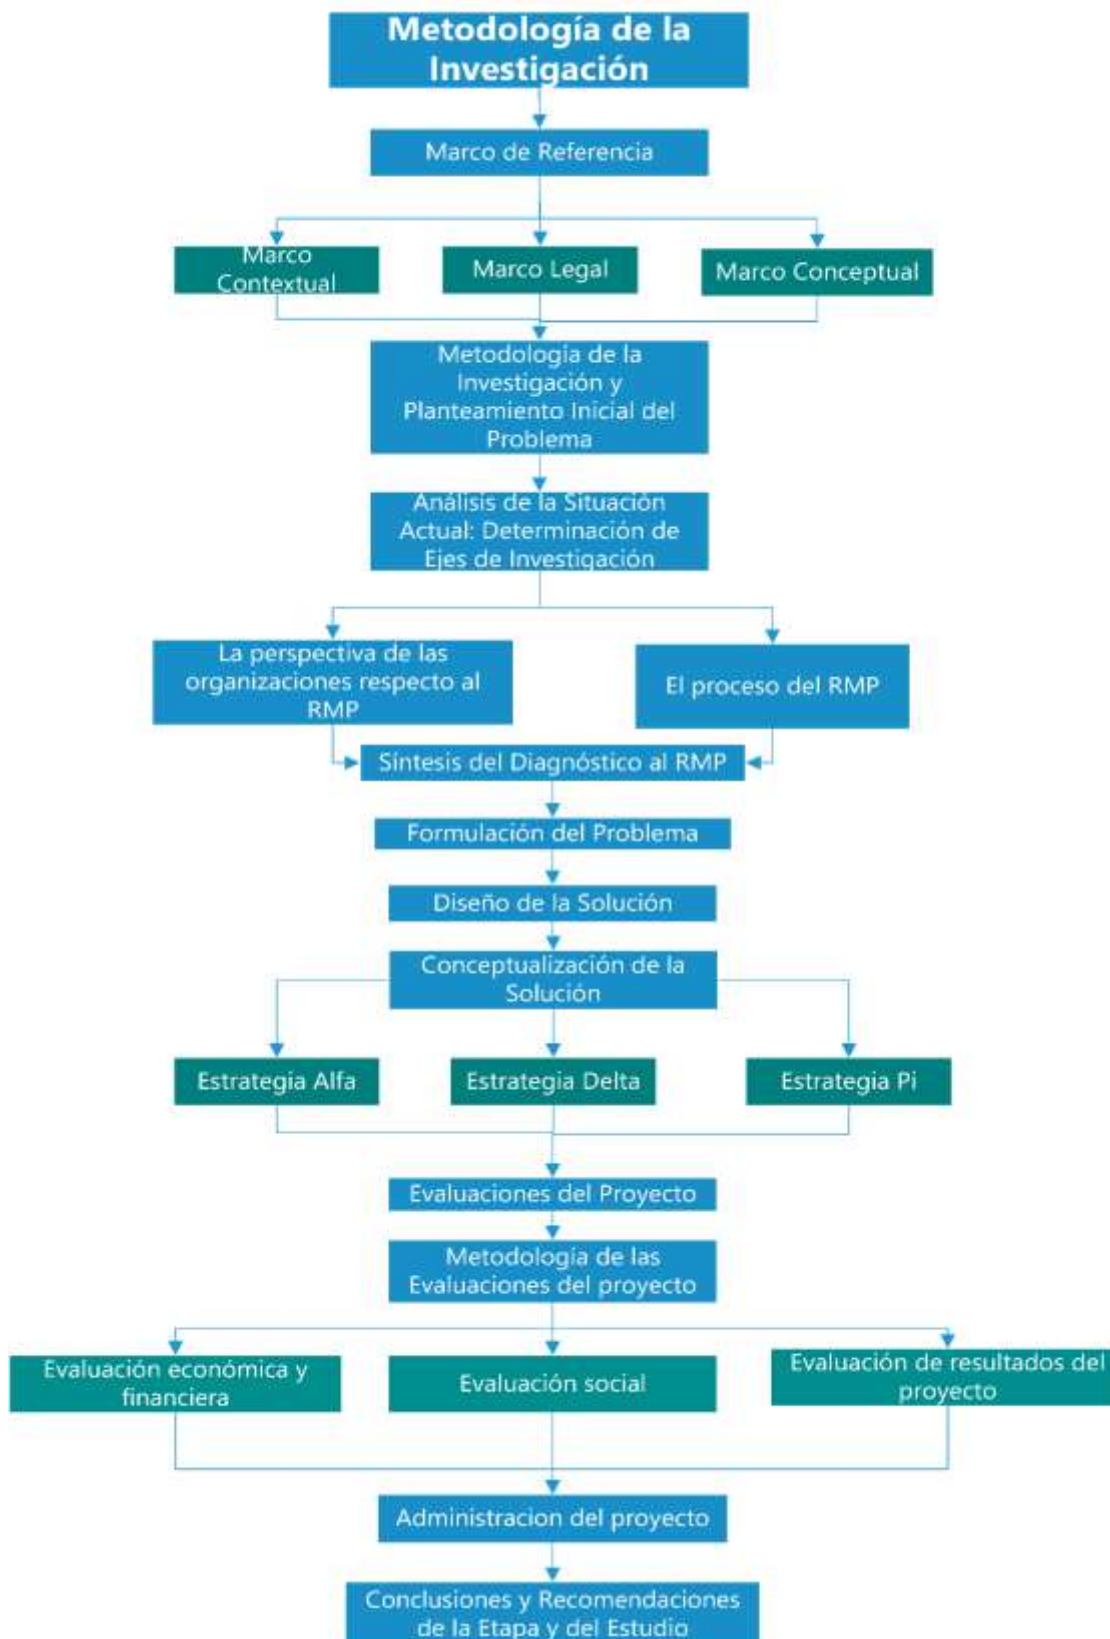 Metodología de la
Investigación
Marco de Referencia
Marco
Contextual
Marco Legal
Marco Conceptual
Metodología de la
Investigación y
Planteamiento Inicial del
Problema
Análisis de la Situación
Actual: Determinación de
Ejes de Investigación
La perspectiva de las
organizaciones respecto al
RMP
El proceso del RMP
Síntesis del Diagnóstico al RMP
Formulación del Problema
Diseño de la Solución
Conceptualización de la
Solución
Estrategia Alfa
Estrategia Delta
Estrategia Pi
Evaluaciones del Proyecto
Metodología de las
Evaluaciones del proyecto
Evaluación económica y
financiera
Evaluación social
Evaluación de resultados del
proyecto
Administracion del proyecto
Conclusiones y Recomendaciones
de la Etapa y del Estudio